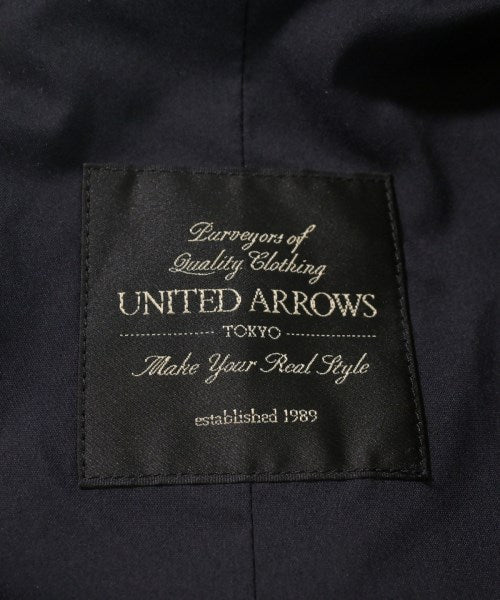 Purveyors of
Quality Clothing
UNITED ARROWS
TOKYO
Make Your Real Style
established 1989